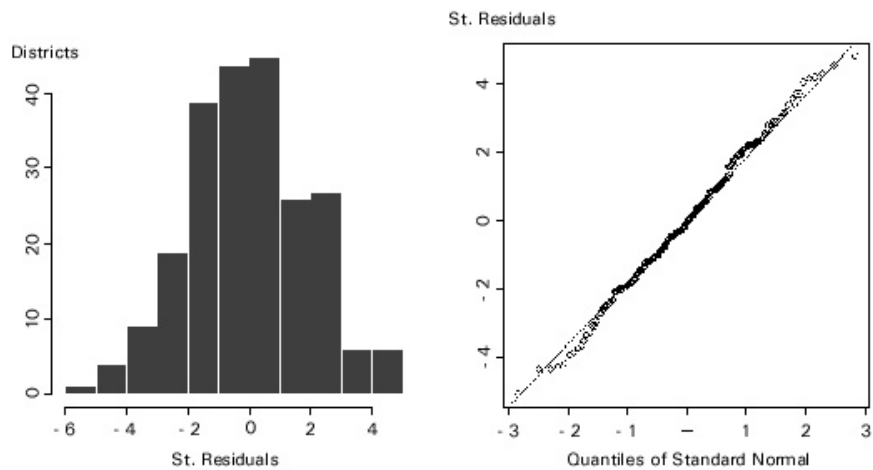 Districts
40
30
20
10
0
- 6 - 4 - 2 0 2 4
St. Residuals
St. Residuals
4
2
0
- 2
- 4
- 3 - 2 - 1 — 1 2 3
Quantiles of Standard Normal